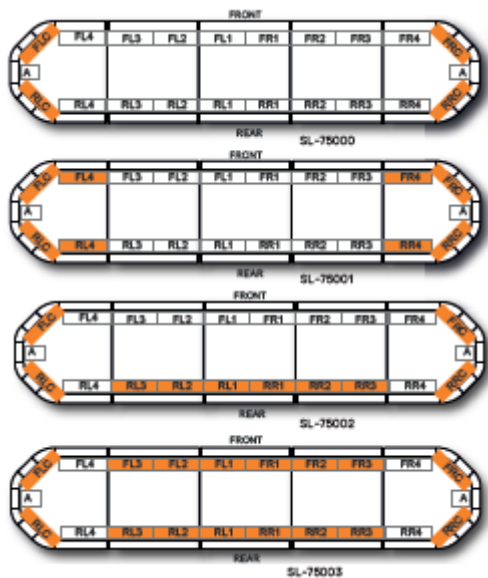 FRONT
FLC FL4 FL3 FL2 FL1 FR1 FR2 FR3 FR4 FRC
A A
RLC RL4 RL3 RL2 RL1 RR1 RR2 RR3 RR4 RRC
REAR SL-75000
FRONT
FLC FL4 FL3 FL2 FL1 FR1 FR2 FR3 FR4 FRC
A A
RLC RL4 RL3 RL2 RL1 RR1 RR2 RR3 RR4 RRC
REAR SL-75001
FRONT
FLC FL4 FL3 FL2 FL1 FR1 FR2 FR3 FR4 FRC
A A
RLC RL4 RL3 RL2 RL1 RR1 RR2 RR3 RR4 RRC
REAR SL-75002
FRONT
FLC FL4 FL3 FL2 FL1 FR1 FR2 FR3 FR4 FRC
A A
RLC RL4 RL3 RL2 RL1 RR1 RR2 RR3 RR4 RRC
REAR
SL-75003